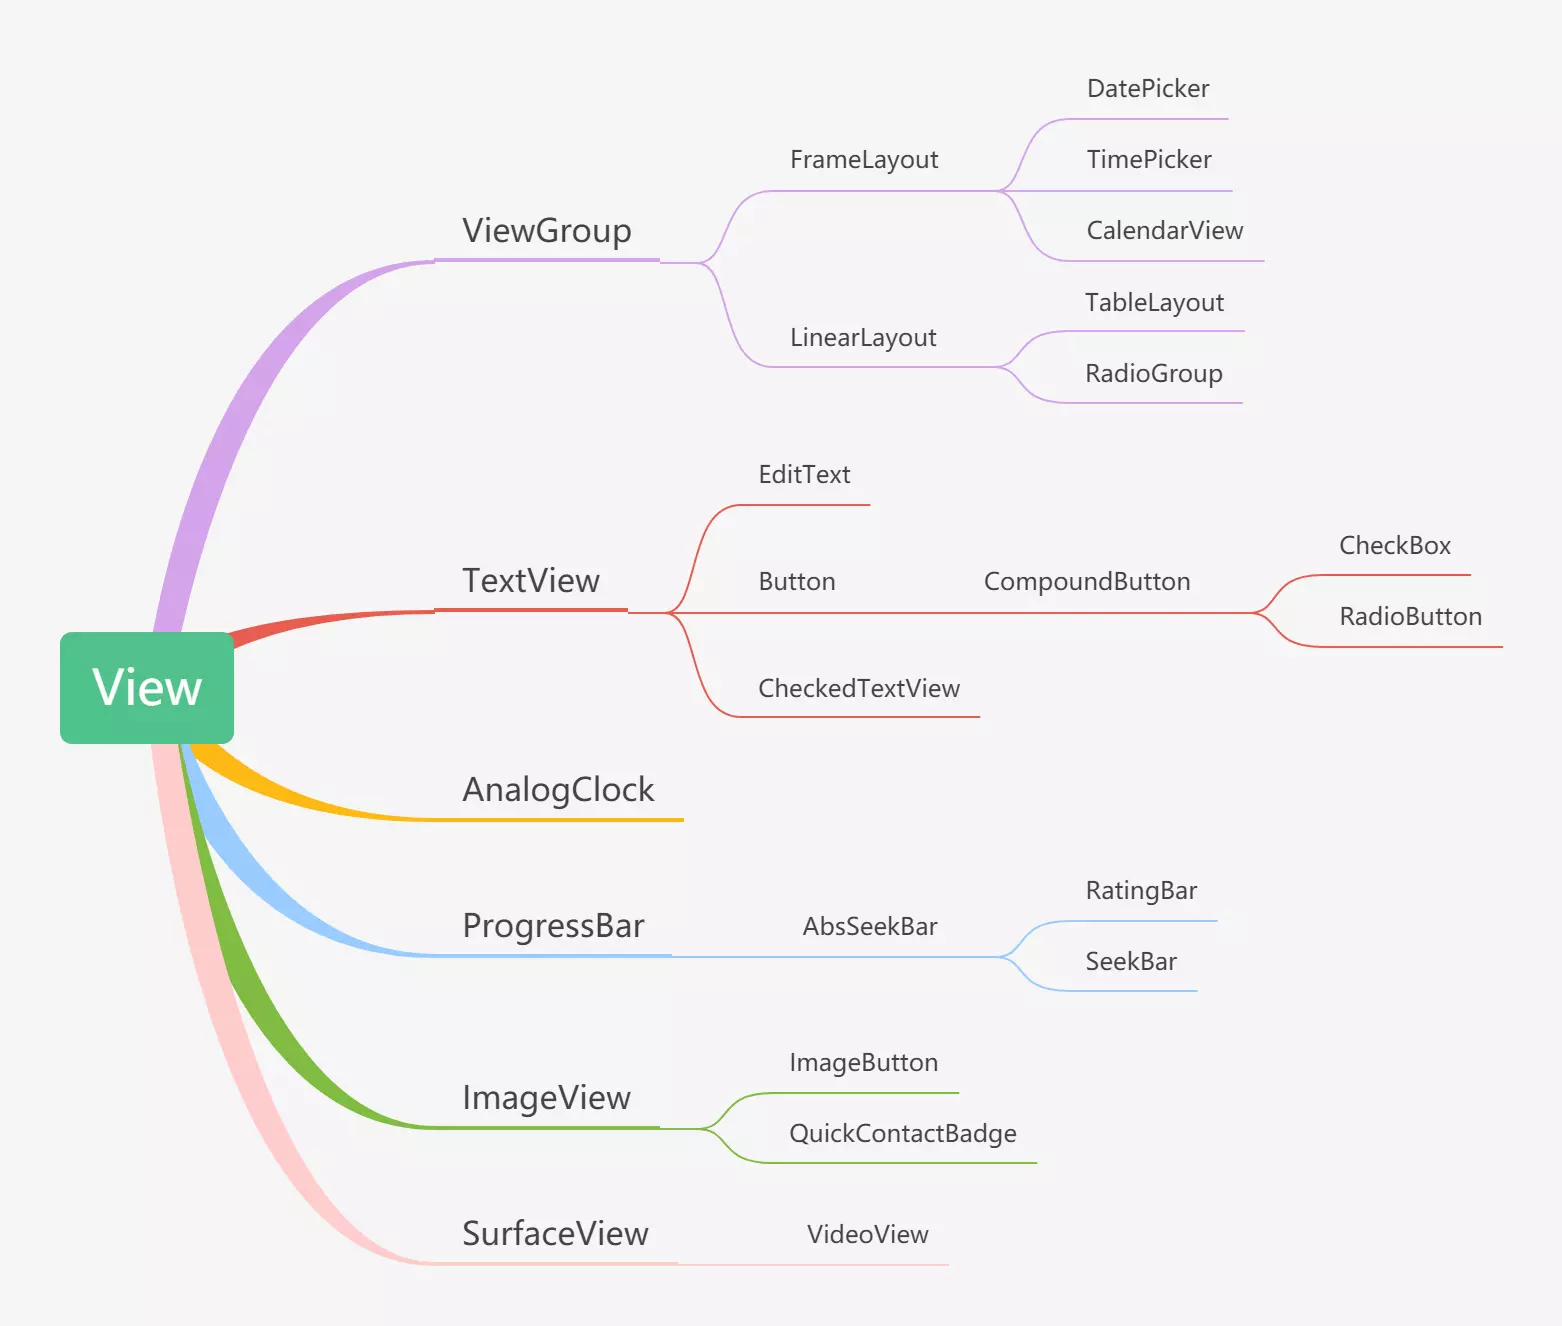 View
ViewGroup
FrameLayout
DatePicker
TimePicker
CalendarView
LinearLayout
TableLayout
RadioGroup
TextView
EditText
Button
CompoundButton
CheckBox
RadioButton
CheckedTextView
AnalogClock
ProgressBar
AbsSeekBar
RatingBar
SeekBar
ImageView
ImageButton
QuickContactBadge
SurfaceView
VideoView